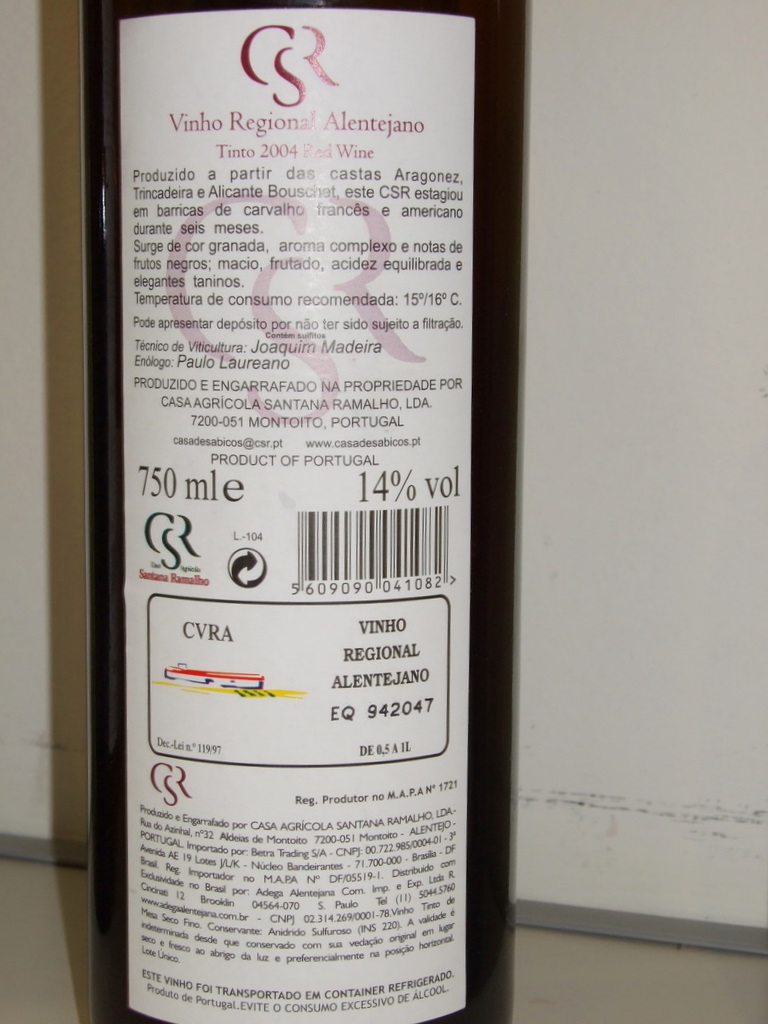 CSR
Vinho Regional Alentejano
Tinto 2004 Red Wine
Produzido a partir das castas Aragonez,
Trincadeira e Alicante Bouschet, este CSR estagiou
em barricas de carvalho francês e americano
durante seis meses.
Surge de cor granada, aroma complexo e notas de
frutos negros; macio, frutado, acidez equilibrada e
elegantes taninos.
Temperatura de consumo recomendada: 15º/16º C.
Pode apresentar depósito por não ter sido sujeito a filtração.
Contém sulfitos
Técnico de Viticultura: Joaquim Madeira
Enólogo: Paulo Laureano
PRODUZIDO E ENGARRAFADO NA PROPRIEDADE POR
CASA AGRÍCOLA SANTANA RAMALHO, LDA.
7200-051 MONTOITO, PORTUGAL
casadesabicos@csr.pt www.casadesabicos.pt
PRODUCT OF PORTUGAL
750 ml e 14% vol
CSR
Casa Agrícola
Santana Ramalho
L.-104
5 609090 041082 >
CVRA
VINHO
REGIONAL
ALENTEJANO
EQ 942047
Dec.-Lei n.º 119/97
DE 0,5 A 1L
CSR
Reg. Produtor no M.A.P.A Nº 1721
Produzido e Engarrafado por CASA AGRÍCOLA SANTANA RAMALHO, LDA-
Rua do Azinhal, nº32 Aldeias de Montoito 7200-051 Montoito - ALENTEJO -
PORTUGAL. Importado por: Betra Trading S/A - CNPJ: 00.722.985/0004-01 - 3ª
Avenida AE 19 Lotes J/L/K - Núcleo Bandeirantes - 71.700-000 - Brasília - DF
Brasil. Reg. Importador no M.A.PA Nº DF/05519-1. Distribuído com
Exclusividade no Brasil por: Adega Alentejana Com. Imp. e Exp. Ltda R.
Cincinati 12 Brooklin 04564-070 S. Paulo Tel (11) 5044.5760
www.adegaalentejana.com.br - CNPJ 02.314.269/0001-78.Vinho Tinto de
Mesa Seco Fino. Conservante: Anidrido Sulfuroso (INS 220). A validade é
indeterminada desde que conservado com sua vedação original em lugar
seco e fresco ao abrigo da luz e preferencialmente na posição horizontal.
Lote Único.
ESTE VINHO FOI TRANSPORTADO EM CONTAINER REFRIGERADO.
Produto de Portugal.EVITE O CONSUMO EXCESSIVO DE ÁLCOOL.